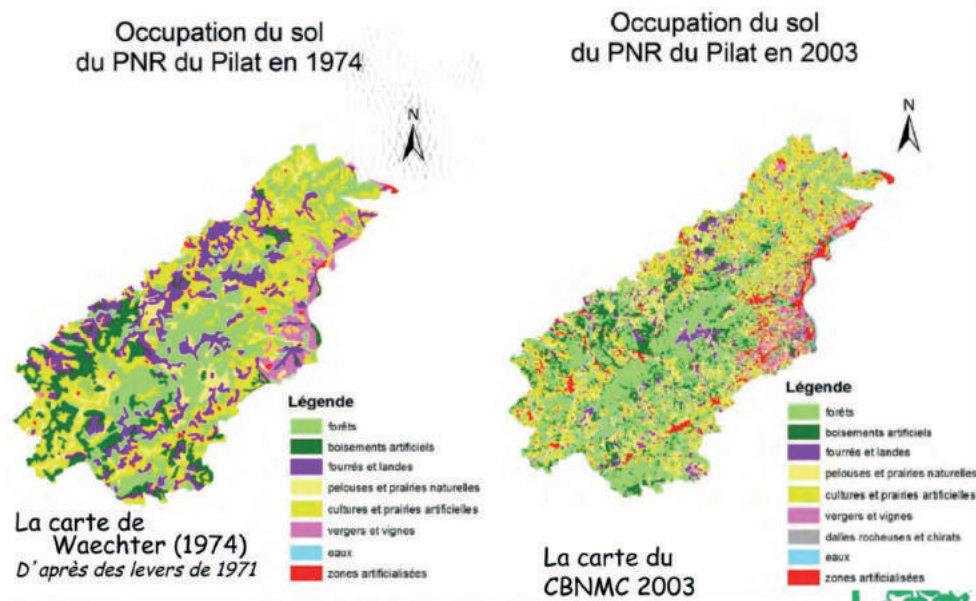 Occupation du sol
du PNR du Pilat en 1974
N
Légende
forêts
boisements artificiels
fourrés et landes
pelouses et prairies naturelles
cultures et prairies artificielles
vergers et vignes
eaux
zones artificialisées
La carte de
Waechter (1974)
D'après des levers de 1971
Occupation du sol
du PNR du Pilat en 2003
N
Légende
forêts
boisements artificiels
fourrés et landes
pelouses et prairies naturelles
cultures et prairies artificielles
vergers et vignes
dalles rocheuses et chirats
eaux
zones artificialisées
La carte du
CBNMC 2003